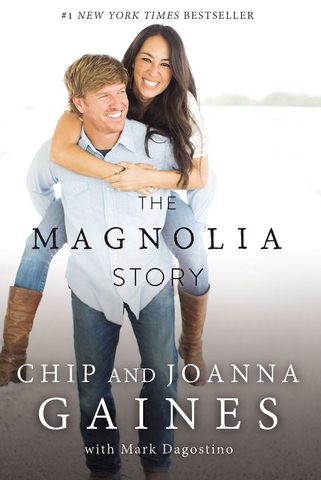 #1 NEW YORK TIMES BESTSELLER
THE
MAGNOLIA
STORY
CHIP AND JOANNA
GAINES
with Mark Dagostino